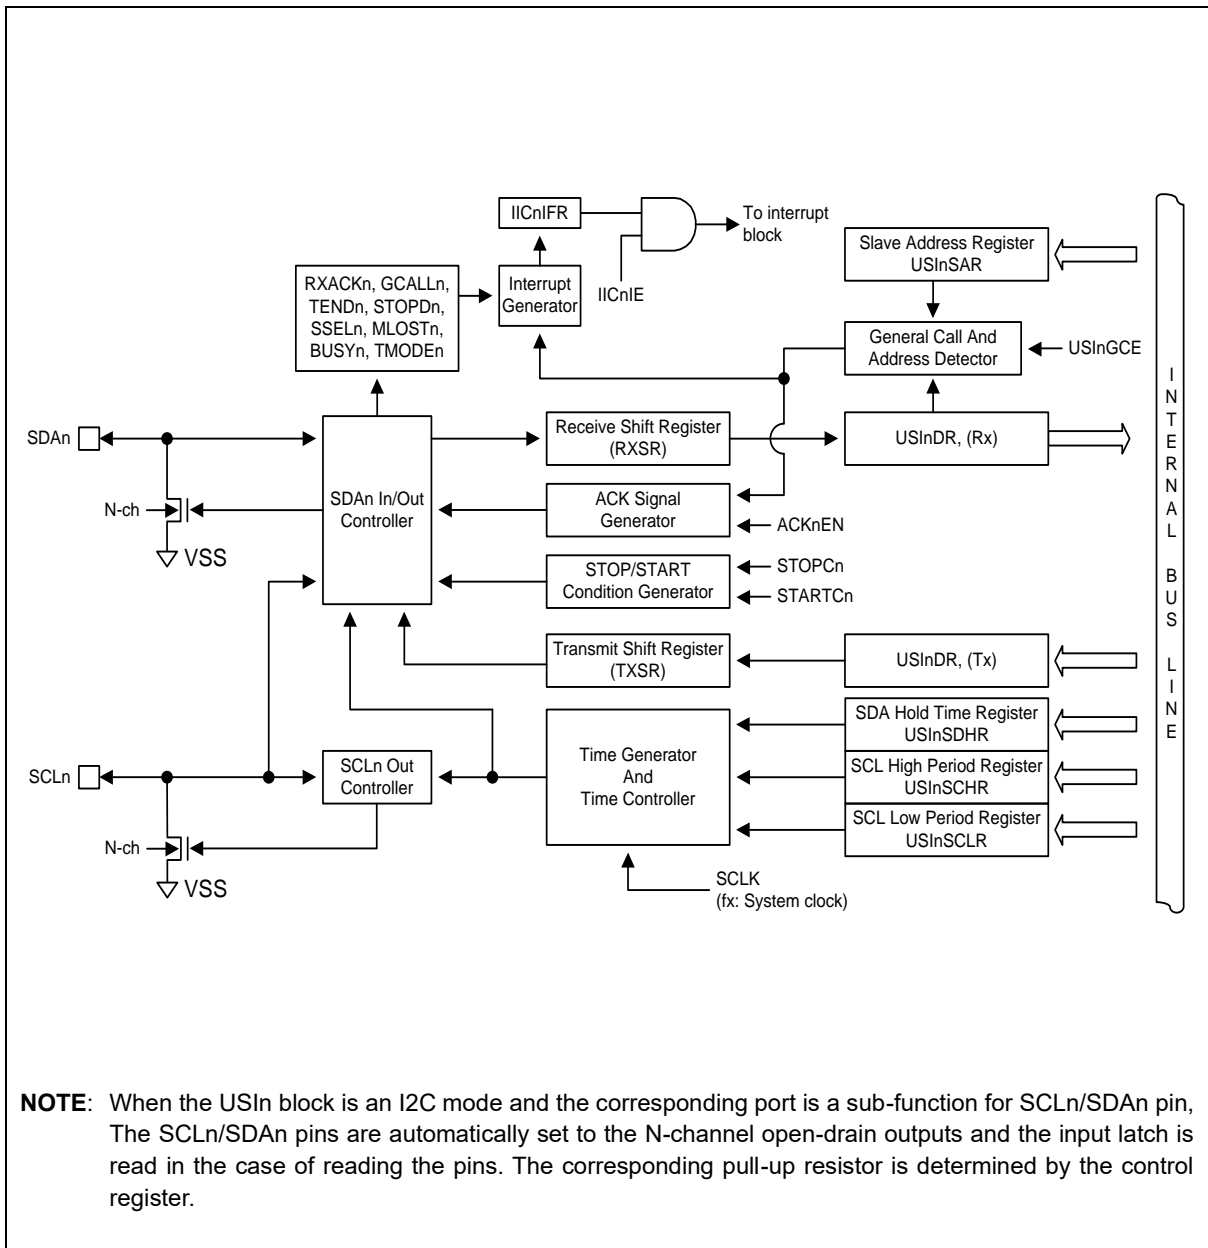 IICnIFR
To interrupt
block
Slave Address Register
USInSAR
RXACKn, GCALLn,
TENDn, STOPDn,
SSELn, MLOSTn,
BUSYn, TMODEn
Interrupt
Generator
IICnIE
General Call And
Address Detector
USInGCE
SDAn
Receive Shift Register
(RXSR)
USInDR, (Rx)
N-ch
VSS
SDAn In/Out
Controller
ACK Signal
Generator
ACKnEN
STOP/START
Condition Generator
STOPCn
STARTCn
Transmit Shift Register
(TXSR)
USInDR, (Tx)
SDA Hold Time Register
USInSDHR
SCLn
SCLn Out
Controller
Time Generator
And
Time Controller
SCL High Period Register
USInSCHR
SCL Low Period Register
USInSCLR
N-ch
VSS
SCLK
(fx: System clock)
INTERNAL BUS LINE
NOTE: When the USIn block is an I2C mode and the corresponding port is a sub-function for SCLn/SDAn pin,
The SCLn/SDAn pins are automatically set to the N-channel open-drain outputs and the input latch is
read in the case of reading the pins. The corresponding pull-up resistor is determined by the control
register.